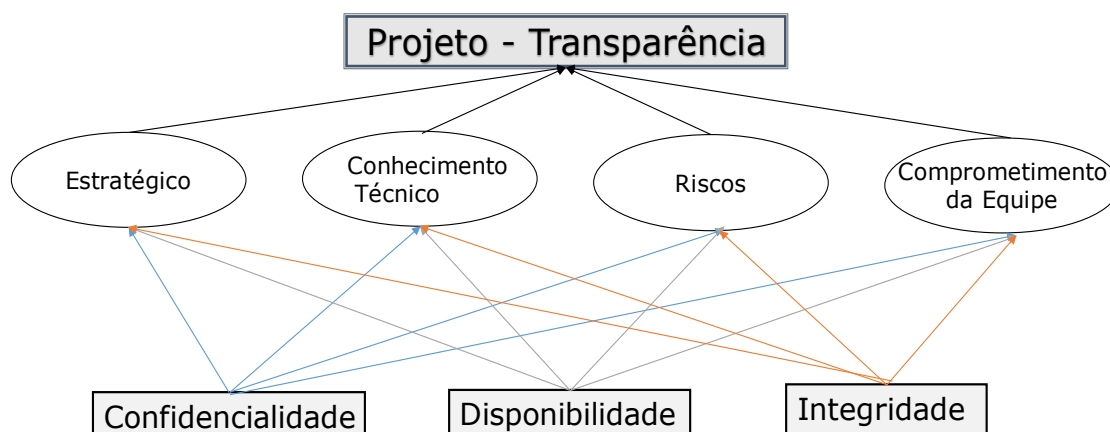 Projeto - Transparência
Estratégico
Conhecimento
Técnico
Riscos
Comprometimento
da Equipe
Confidencialidade
Disponibilidade
Integridade